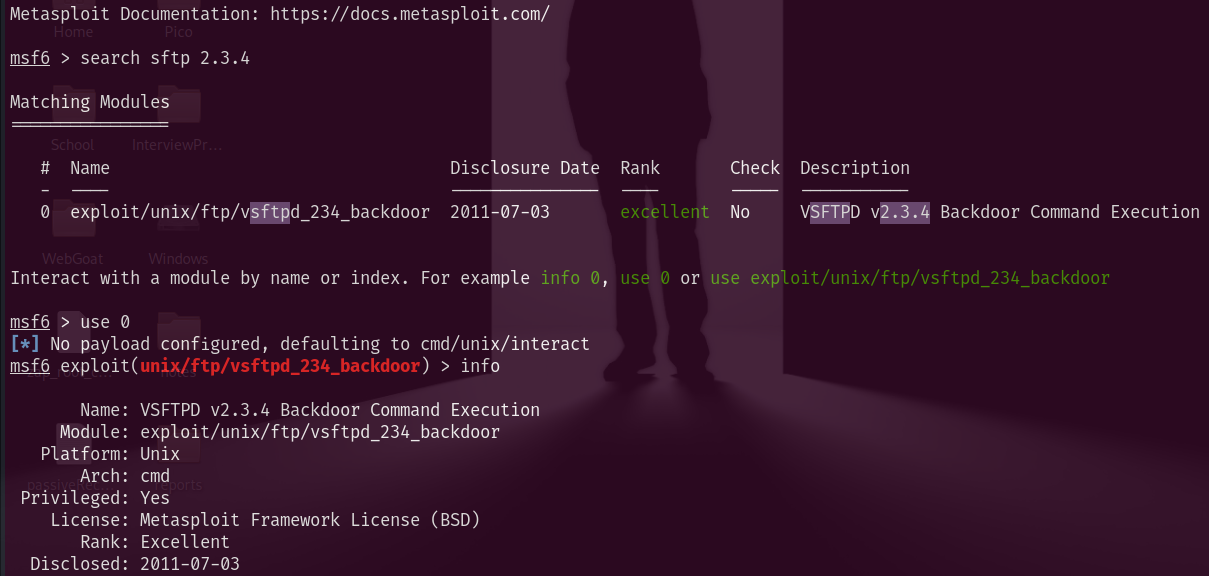 Metasploit Documentation: https://docs.metasploit.com/
Home Pico
msf6 > search sftp 2.3.4
Matching Modules
================
School InterviewPr...
# Name Disclosure Date Rank Check Description
- ---- --------------- ---- ----- -----------
0 exploit/unix/ftp/vsftpd_234_backdoor 2011-07-03 excellent No VSFTPD v2.3.4 Backdoor Command Execution
WebGoat Windows
Interact with a module by name or index. For example info 0, use 0 or use exploit/unix/ftp/vsftpd_234_backdoor
msf6 > use 0
[*] No payload configured, defaulting to cmd/unix/interact
msf6 exploit(unix/ftp/vsftpd_234_backdoor) > info
notes
Name: VSFTPD v2.3.4 Backdoor Command Execution
Module: exploit/unix/ftp/vsftpd_234_backdoor
Platform: Unix
Arch: cmd
reports
Privileged: Yes
License: Metasploit Framework License (BSD)
Rank: Excellent
Disclosed: 2011-07-03